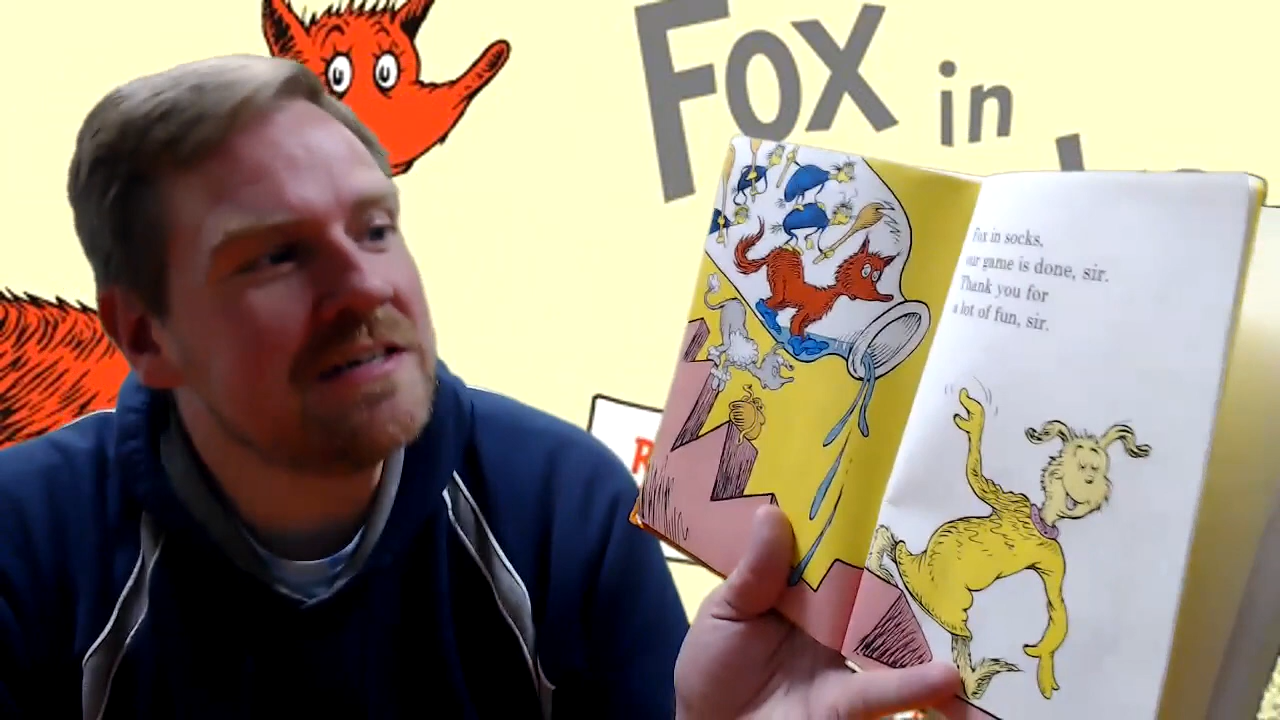 Fox in
R
Fox in socks,
our game is done, sir.
Thank you for
a lot of fun, sir.